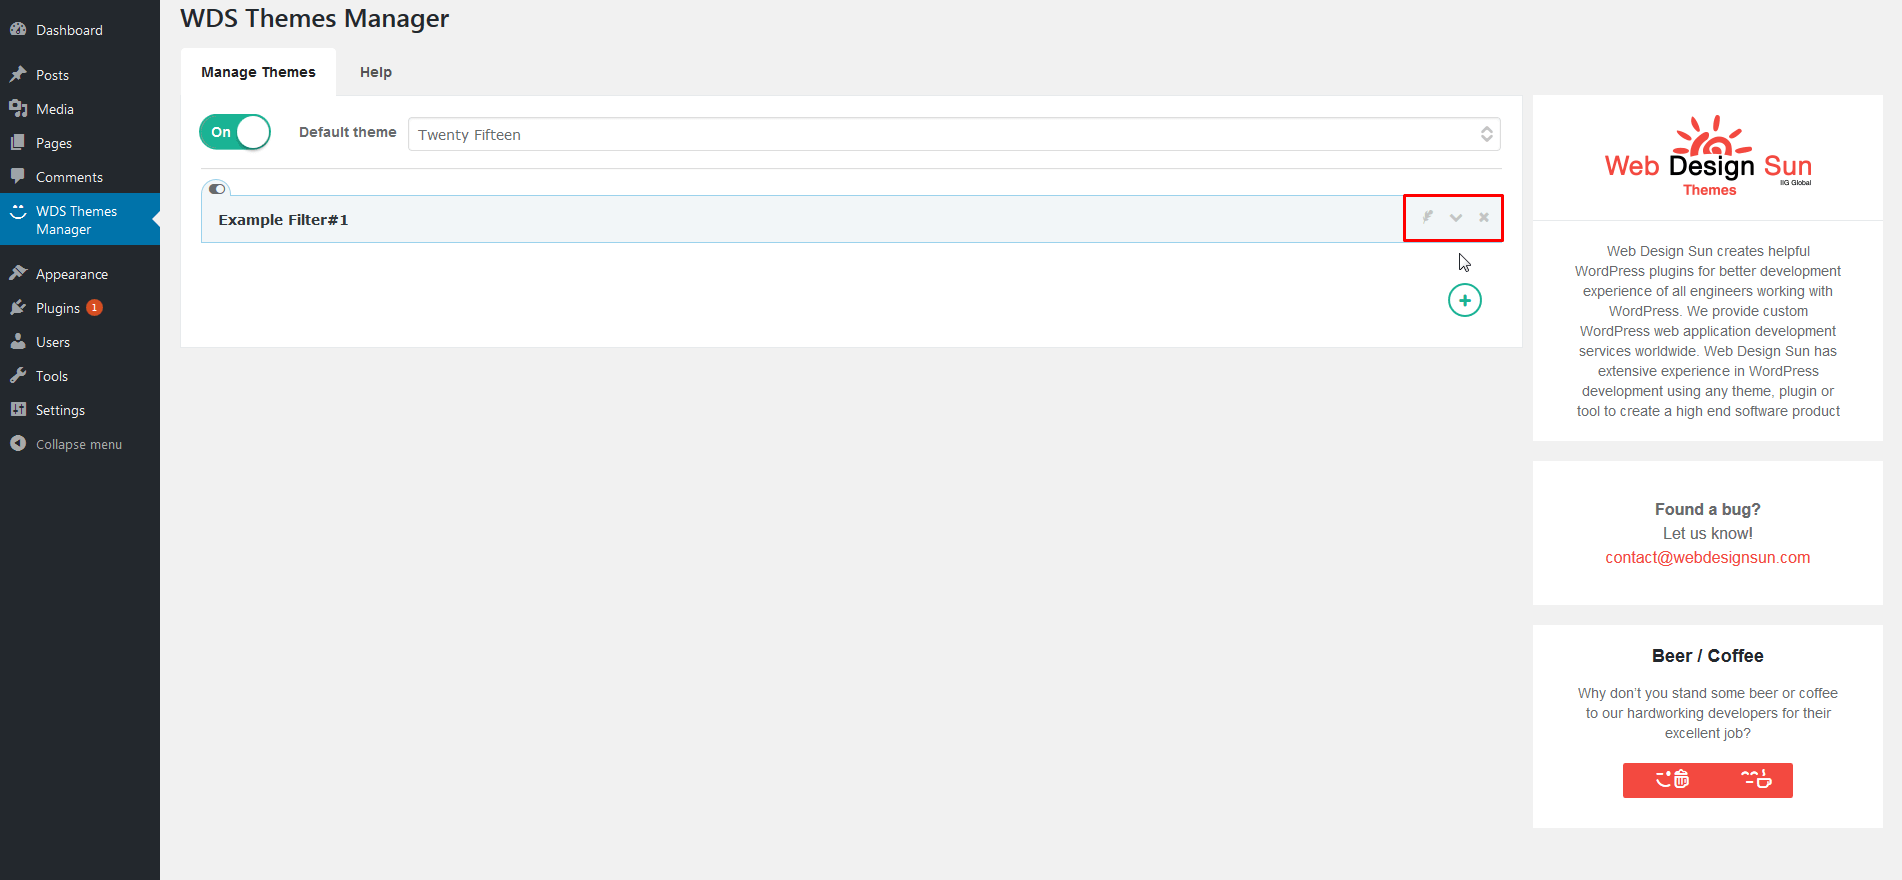 Dashboard
Posts
Media
Pages
Comments
WDS Themes
Manager
Appearance
Plugins 1
Users
Tools
Settings
Collapse menu
WDS Themes Manager
Manage Themes
Help
On
Default theme
Twenty Fifteen
Example Filter#1
Web Design Sun
IIG Global
Themes
Web Design Sun creates helpful
WordPress plugins for better development
experience of all engineers working with
WordPress. We provide custom
WordPress web application development
services worldwide. Web Design Sun has
extensive experience in WordPress
development using any theme, plugin or
tool to create a high end software product
Found a bug?
Let us know!
contact@webdesignsun.com
Beer / Coffee
Why don't you stand some beer or coffee
to our hardworking developers for their
excellent job?